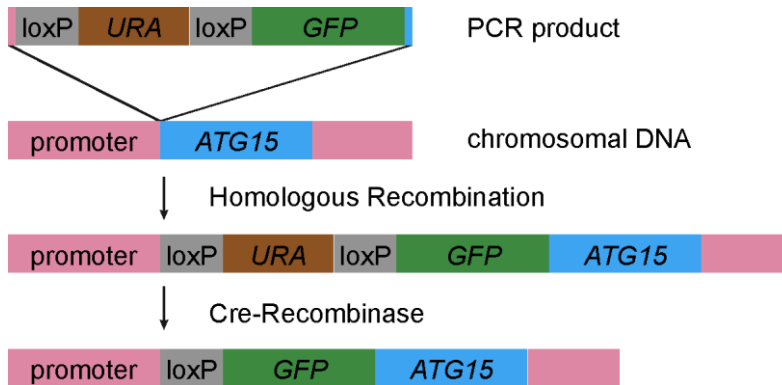 loxP URA loxP GFP PCR product
promoter ATG15 chromosomal DNA
Homologous Recombination
promoter loxP URA loxP GFP ATG15
Cre-Recombinase
promoter loxP GFP ATG15